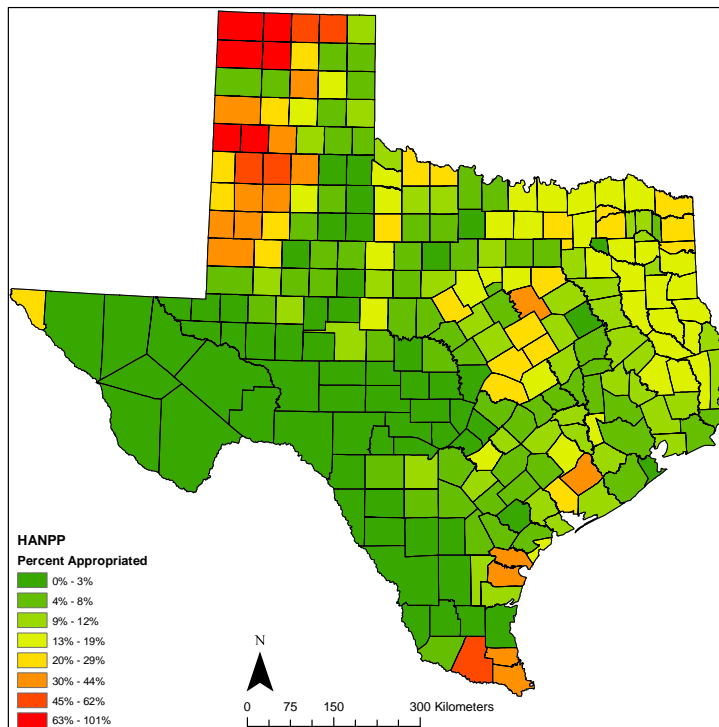 HANPP
Percent Appropriated
0% - 3%
4% - 8%
9% - 12%
13% - 19%
20% - 29%
30% - 44%
45% - 62%
63% - 101%
N
0 75 150 300 Kilometers